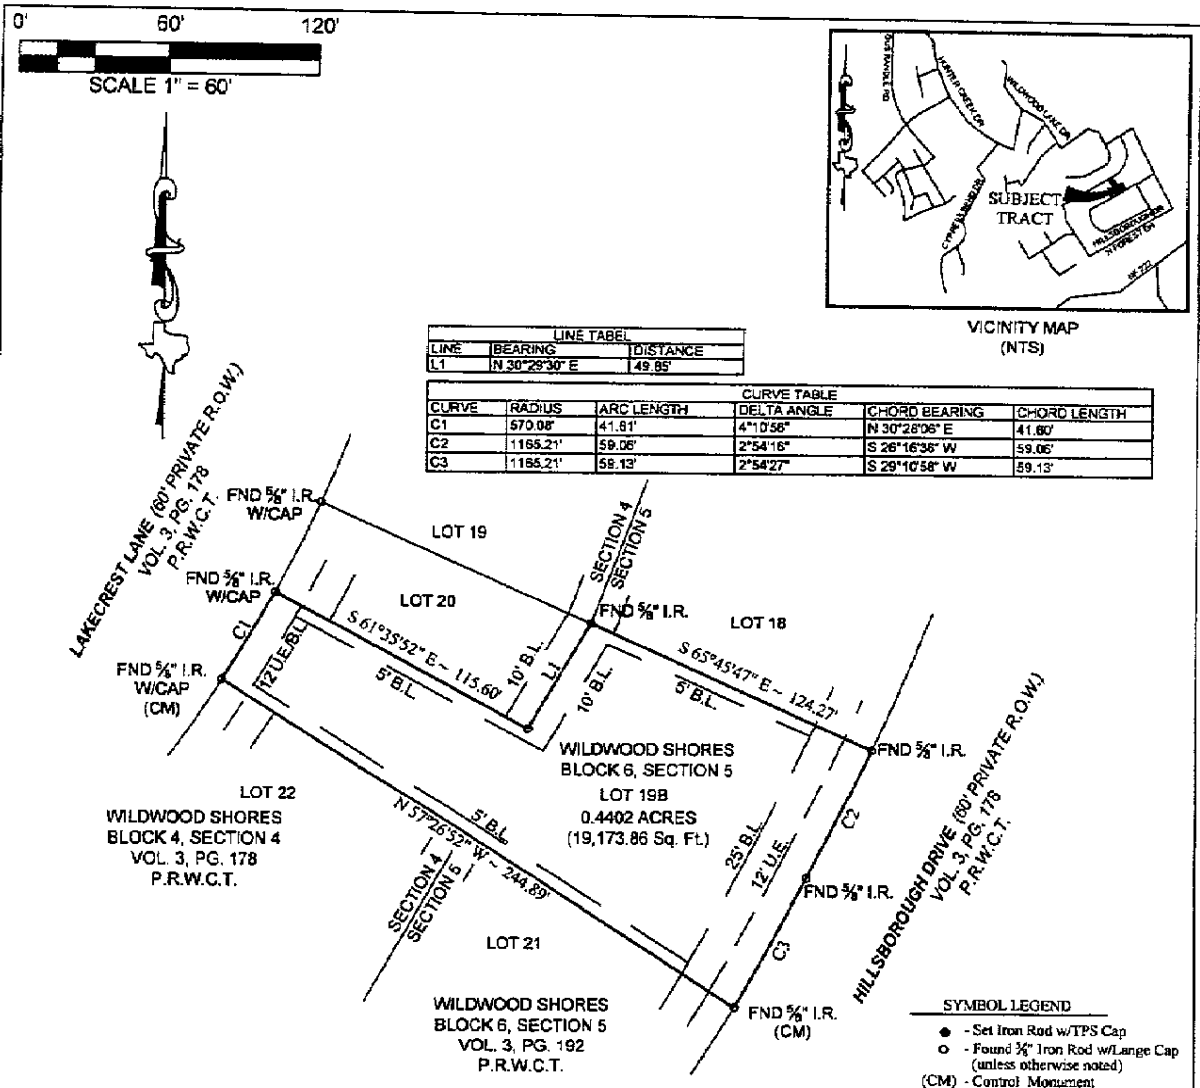 0' 60' 120'
SCALE 1" = 60'
HUNTER CREEK DR
WILDWOOD LAKE DR
SUBJECT
TRACT
HILLSBOROUGH DR
N FOREST DR
VICINITY MAP
(NTS)
LINE TABEL
LINE BEARING DISTANCE
L1 N 30°29'30" E 49.85'
CURVE TABLE
CURVE RADIUS ARC LENGTH DELTA ANGLE CHORD BEARING CHORD LENGTH
C1 570.08' 41.61' 4°10'56" N 30°28'06" E 41.60'
C2 1165.21' 59.06' 2°54'16" S 26°16'36" W 59.06'
C3 1165.21' 59.13' 2°54'27" S 29°10'58" W 59.13'
LAKECREST LANE (60' PRIVATE R.O.W.)
VOL. 3, PG. 178
P.R.W.C.T.
FND ⅝" I.R.
W/CAP
LOT 19
SECTION 4
SECTION 5
FND ⅝" I.R.
W/CAP
LOT 20
FND ⅝" I.R.
LOT 18
C1
S 61°35'52" E ~ 115.60'
S 65°45'47" E ~ 124.27'
FND ⅝" I.R.
W/CAP
(CM)
12' U.E/B.L.
5' B.L.
10' B.L.
L1
10' B.L.
5' B.L.
FND ⅝" I.R.
WILDWOOD SHORES
BLOCK 6, SECTION 5
LOT 19B
0.4402 ACRES
(19,173.86 Sq. Ft.)
LOT 22
WILDWOOD SHORES
BLOCK 4, SECTION 4
VOL. 3, PG. 178
P.R.W.C.T.
5' B.L.
N 57°26'52" W ~ 244.89'
25' B.L.
12' U.E.
C2
FND ⅝" I.R.
HILLSBOROUGH DRIVE (60' PRIVATE R.O.W.)
VOL. 3, PG. 178
P.R.W.C.T.
SECTION 4
SECTION 5
LOT 21
C3
WILDWOOD SHORES
BLOCK 6, SECTION 5
VOL. 3, PG. 192
P.R.W.C.T.
FND ⅝" I.R.
(CM)
SYMBOL LEGEND
- Set Iron Rod w/TPS Cap
- Found ⅝" Iron Rod w/Lange Cap
(unless otherwise noted)
(CM) - Control Monument